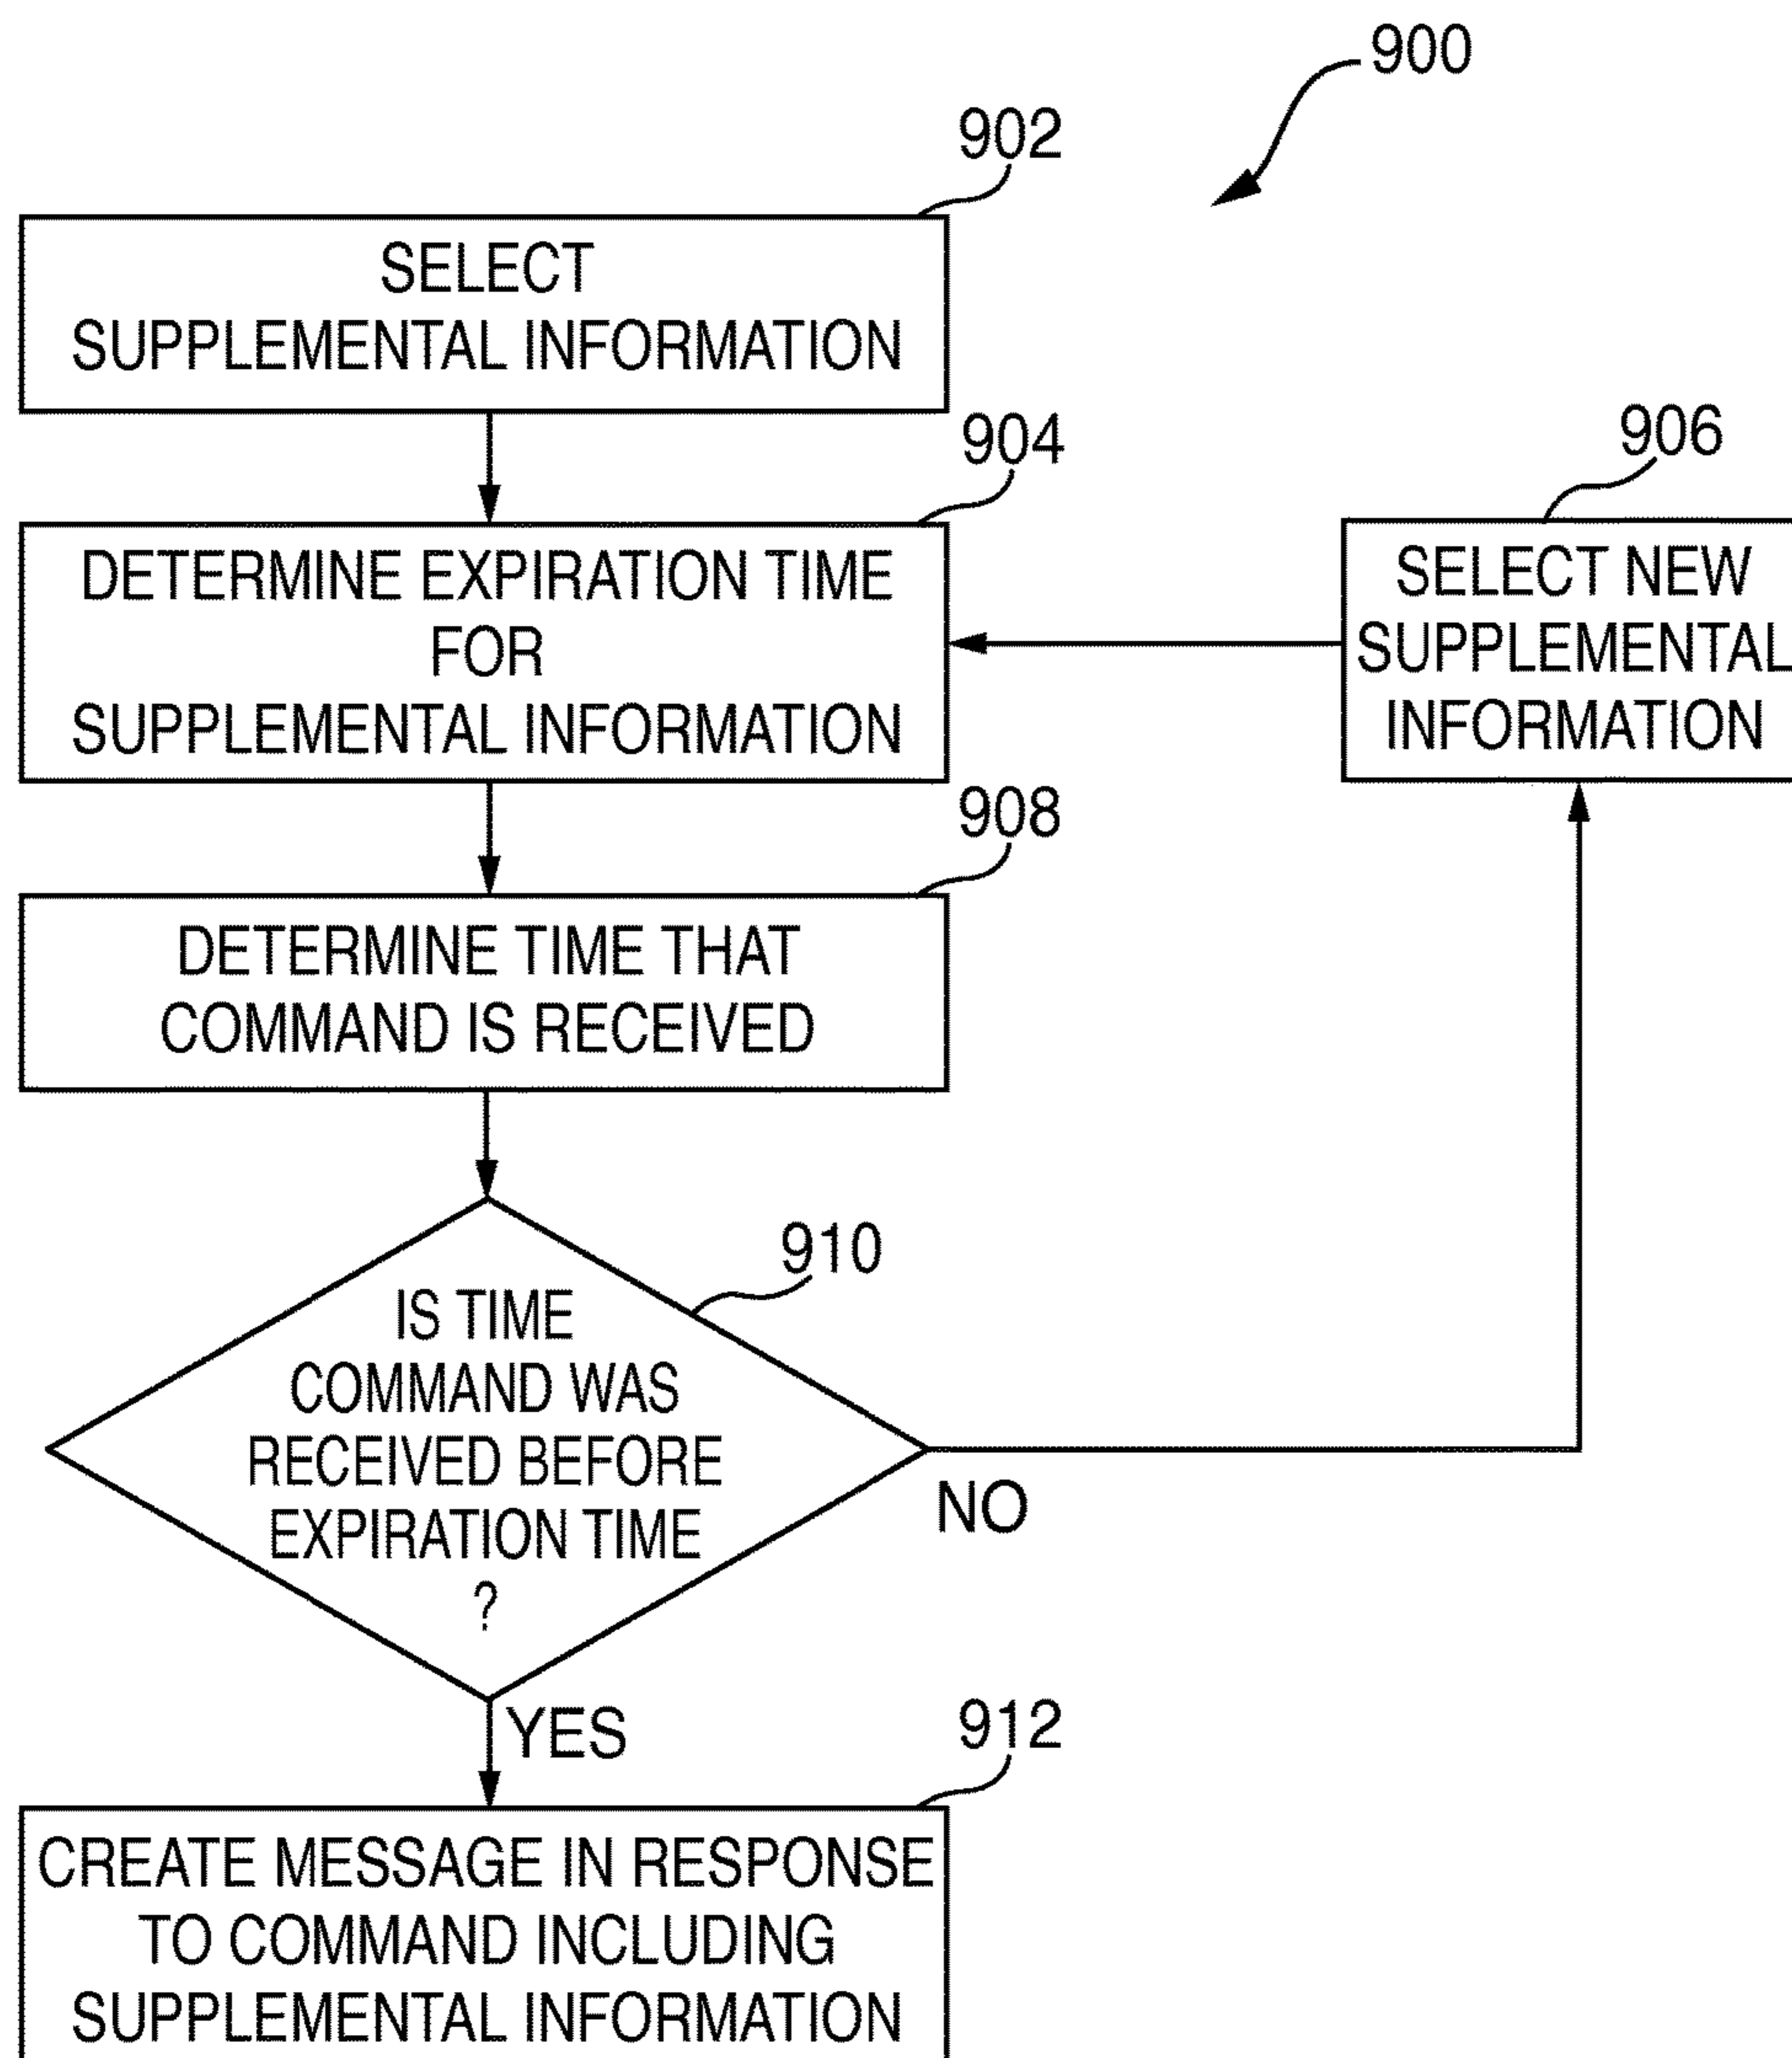 900
902
SELECT
SUPPLEMENTAL INFORMATION
904
DETERMINE EXPIRATION TIME
FOR
SUPPLEMENTAL INFORMATION
906
SELECT NEW
SUPPLEMENTAL
INFORMATION
908
DETERMINE TIME THAT
COMMAND IS RECEIVED
910
IS TIME
COMMAND WAS
RECEIVED BEFORE
EXPIRATION TIME
?
NO
YES
912
CREATE MESSAGE IN RESPONSE
TO COMMAND INCLUDING
SUPPLEMENTAL INFORMATION